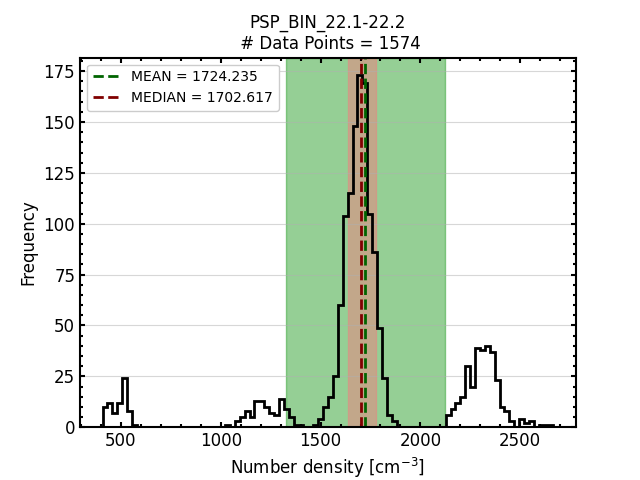 PSP_BIN_22.1-22.2
# Data Points = 1574
MEAN = 1724.235
MEDIAN = 1702.617
175
150
125
100
75
50
25
0
Frequency
500 1000 1500 2000 2500
Number density [cm⁻³]